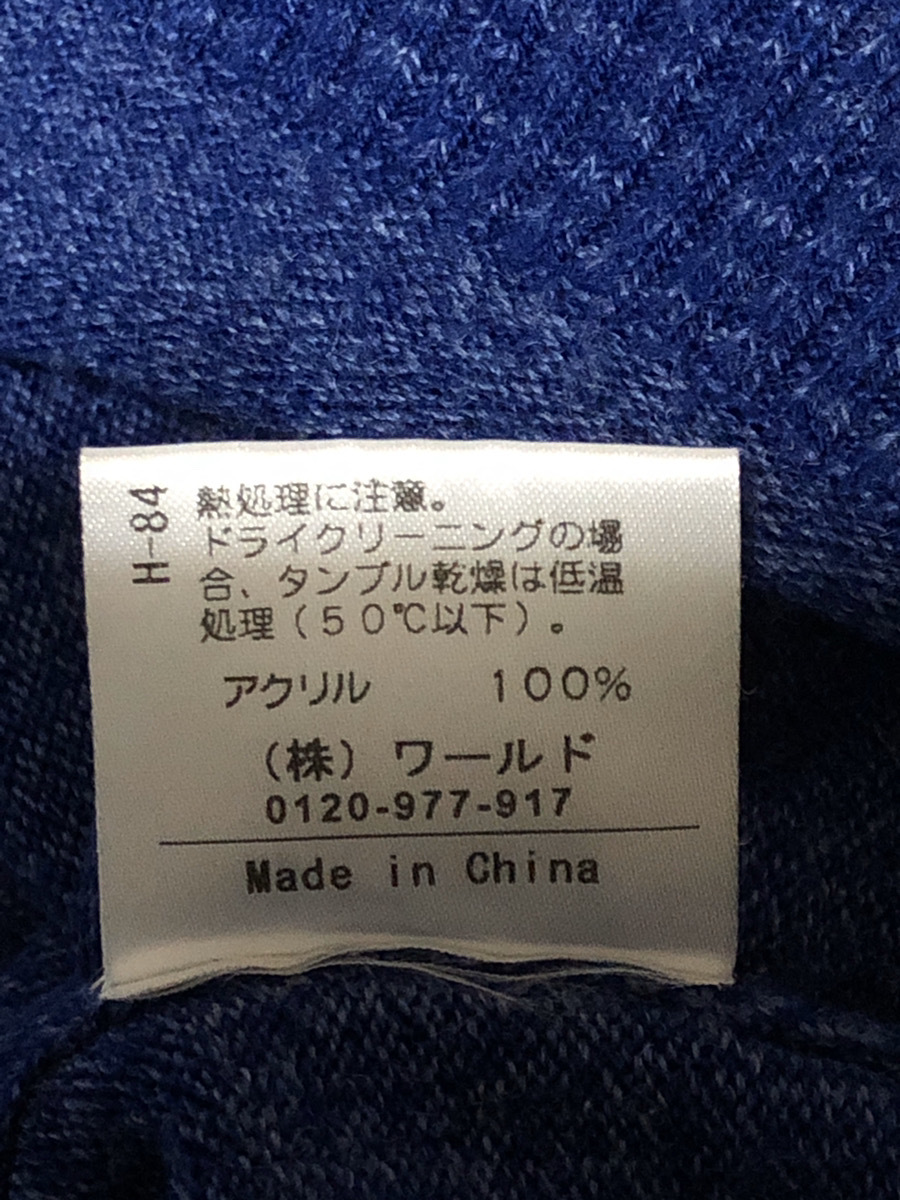 H-84
熱処理に注意。
ドライクリーニングの場
合、タンブル乾燥は低温
処理(50℃以下)。
アクリル 100%
(株)ワールド
0120-977-917
Made in China